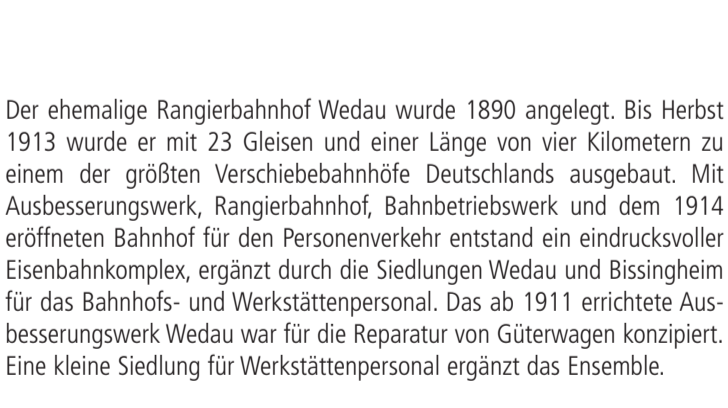 Der ehemalige Rangierbahnhof Wedau wurde 1890 angelegt. Bis Herbst
1913 wurde er mit 23 Gleisen und einer Länge von vier Kilometern zu
einem der größten Verschiebebahnhöfe Deutschlands ausgebaut. Mit
Ausbesserungswerk, Rangierbahnhof, Bahnbetriebswerk und dem 1914
eröffneten Bahnhof für den Personenverkehr entstand ein eindrucksvoller
Eisenbahnkomplex, ergänzt durch die Siedlungen Wedau und Bissingheim
für das Bahnhofs- und Werkstättenpersonal. Das ab 1911 errichtete Aus-
besserungswerk Wedau war für die Reparatur von Güterwagen konzipiert.
Eine kleine Siedlung für Werkstättenpersonal ergänzt das Ensemble.